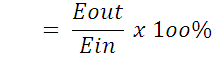 = Eout / Ein x 1oo%